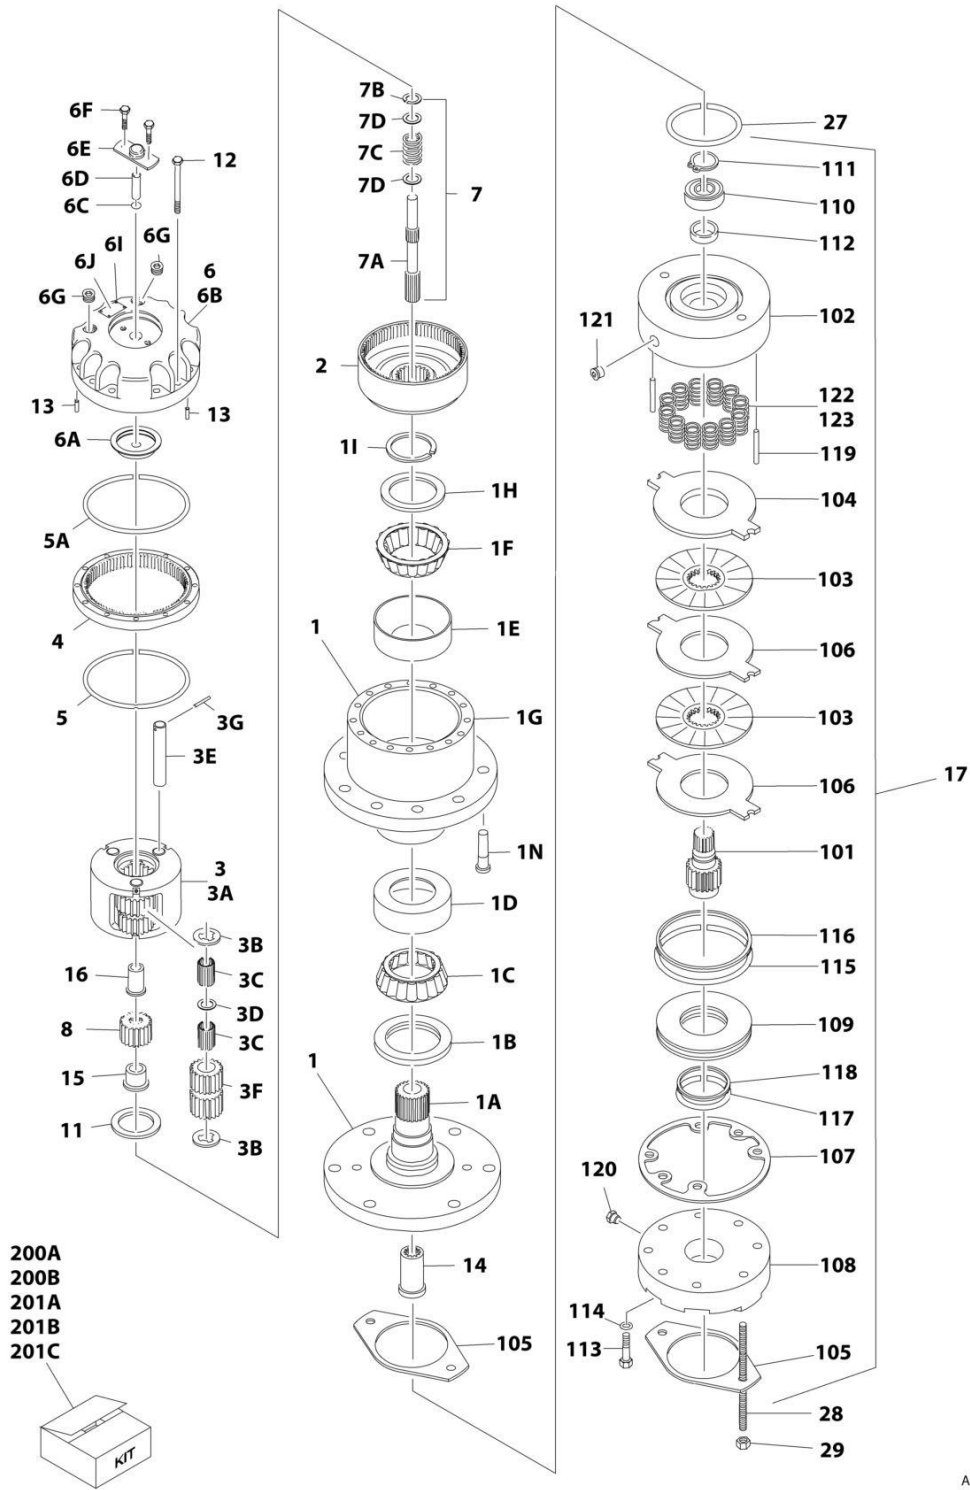 6F
6E
12
6D
6C
6I
6G
6J
6
6G
6B
13
13
6A
5A
4
5
3G
3E
3
3A
3B
16
3C
8
3D
3C
15
3F
11
3B
200A
200B
201A
201B
201C
KIT
7B
7D
7C
7D
7
7A
2
1I
1H
1F
1
1E
1G
1N
1D
1C
1B
1
1A
14
105
27
111
110
112
102
121
122
123
119
104
103
106
103
17
106
101
116
115
109
118
117
107
120
108
114
113
105
28
29
A